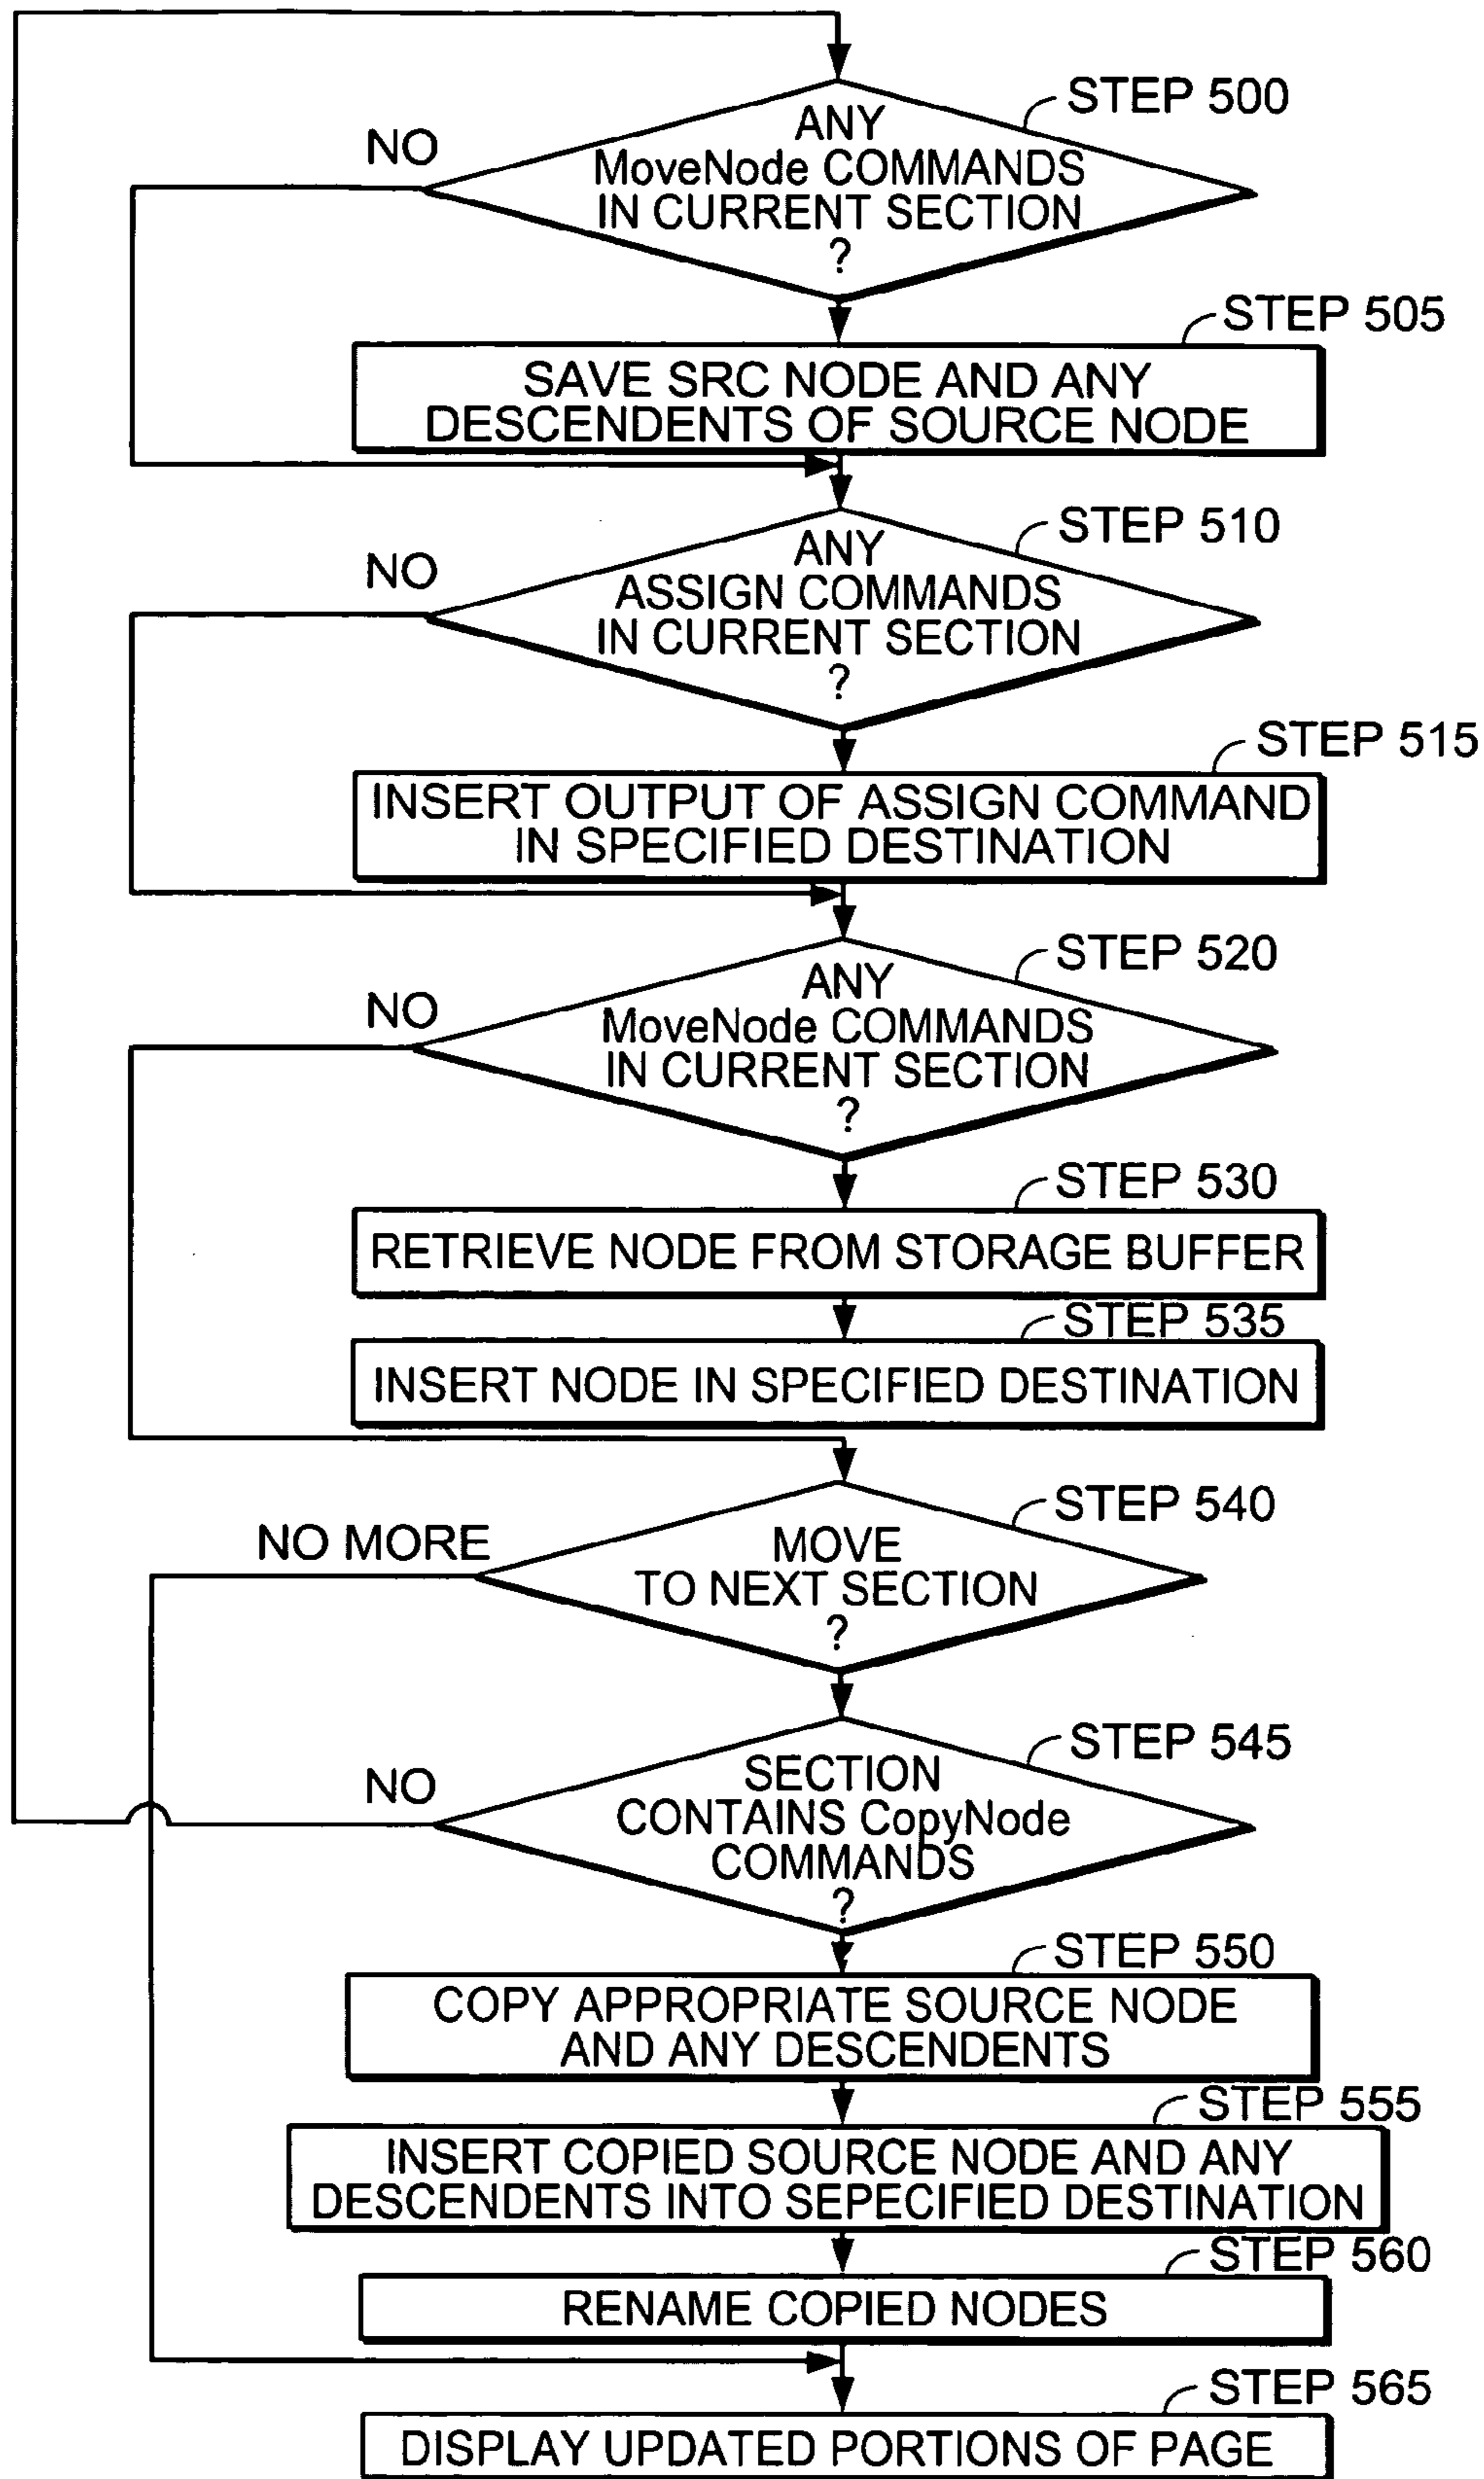 STEP 500
NO
ANY
MoveNode COMMANDS
IN CURRENT SECTION
?
STEP 505
SAVE SRC NODE AND ANY
DESCENDENTS OF SOURCE NODE
STEP 510
NO
ANY
ASSIGN COMMANDS
IN CURRENT SECTION
?
STEP 515
INSERT OUTPUT OF ASSIGN COMMAND
IN SPECIFIED DESTINATION
STEP 520
NO
ANY
MoveNode COMMANDS
IN CURRENT SECTION
?
STEP 530
RETRIEVE NODE FROM STORAGE BUFFER
STEP 535
INSERT NODE IN SPECIFIED DESTINATION
STEP 540
NO MORE
MOVE
TO NEXT SECTION
?
STEP 545
NO
SECTION
CONTAINS CopyNode
COMMANDS
?
STEP 550
COPY APPROPRIATE SOURCE NODE
AND ANY DESCENDENTS
STEP 555
INSERT COPIED SOURCE NODE AND ANY
DESCENDENTS INTO SEPECIFIED DESTINATION
STEP 560
RENAME COPIED NODES
STEP 565
DISPLAY UPDATED PORTIONS OF PAGE